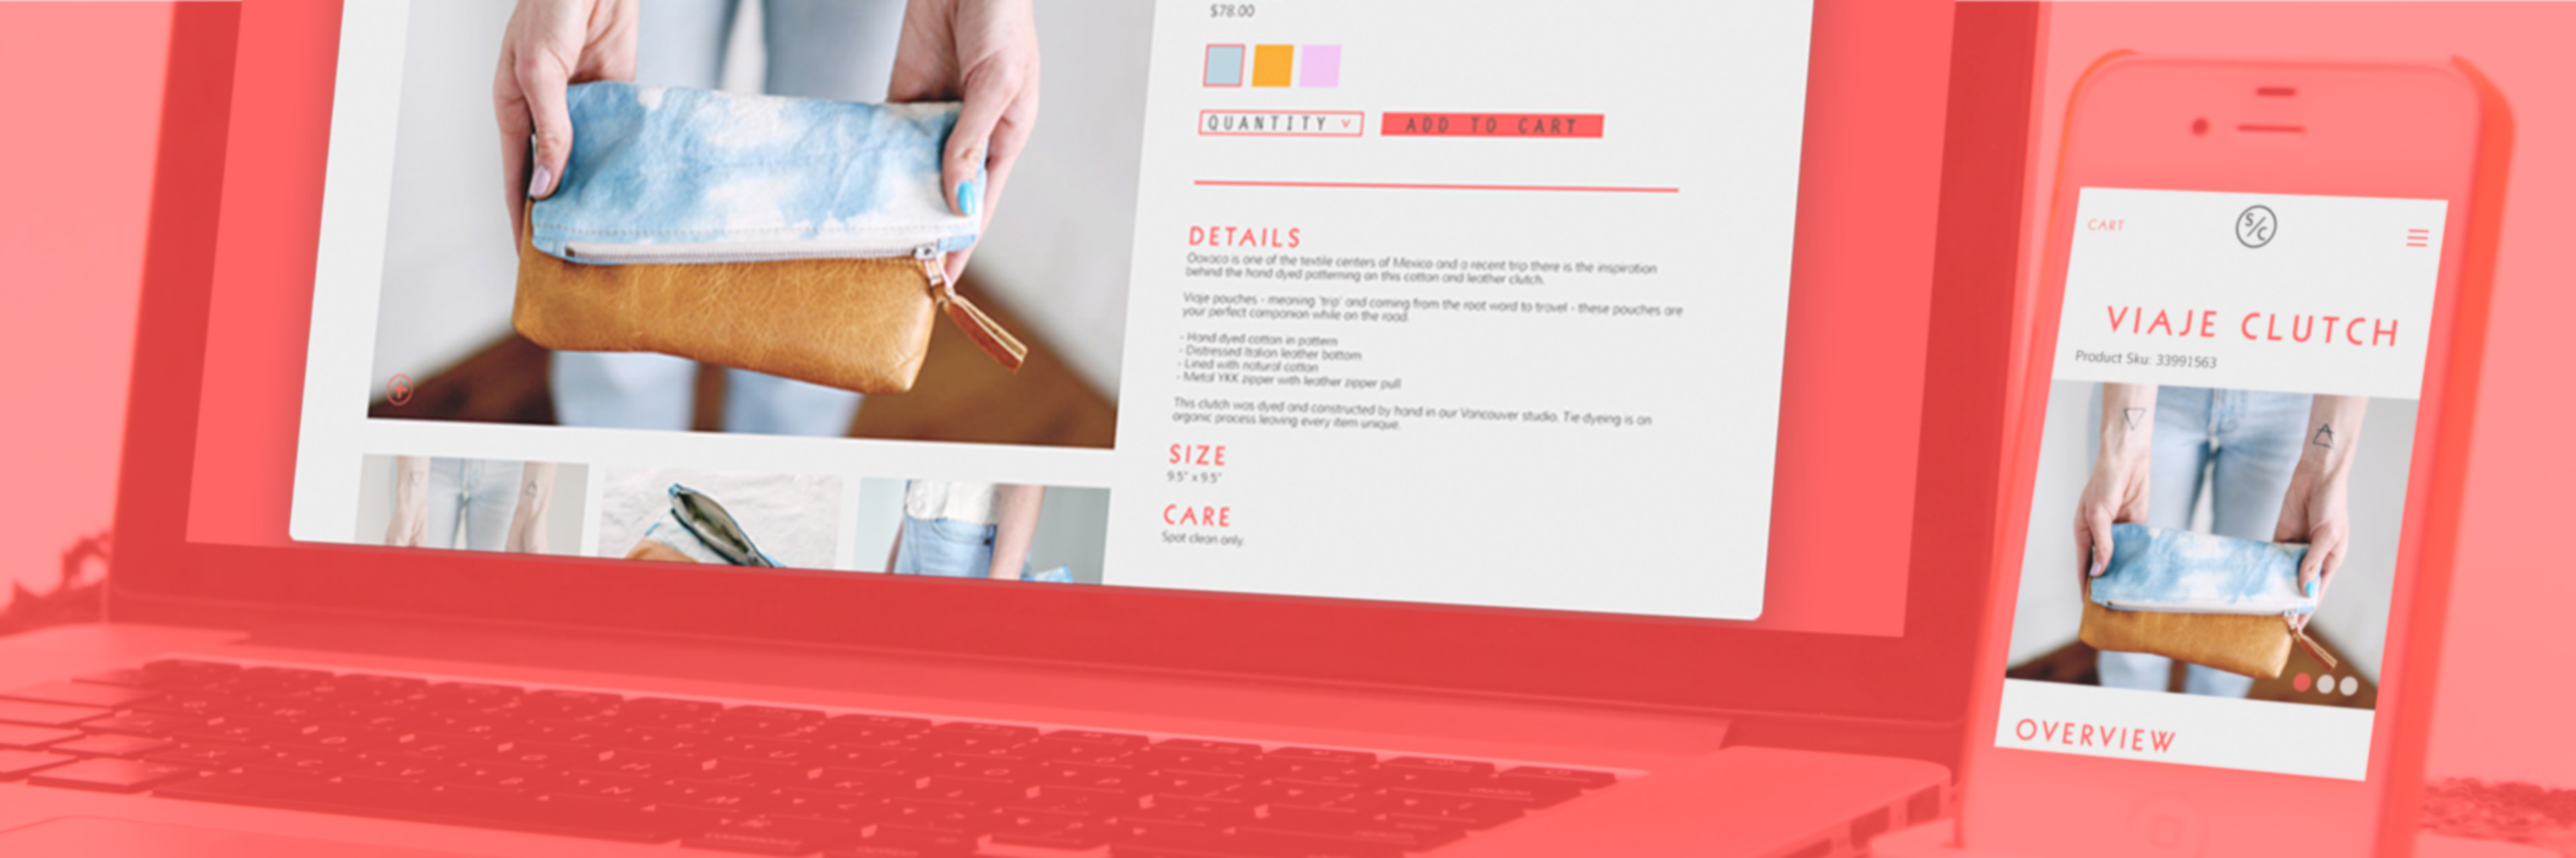 $78.00
QUANTITY
ADD TO CART
DETAILS
Oaxaca is one of the textile centers of Mexico and a recent trip there is the inspiration
behind the hand dyed patterning on this cotton and leather clutch.
Viaje pouches - meaning 'trip' and coming from the root word to travel - these pouches are
your perfect companion while on the road.
- Hand dyed cotton in pattern
- Distressed Italian leather bottom
- Lined with natural cotton
- Metal YKK zipper with leather zipper pull
This clutch was dyed and constructed by hand in our Vancouver studio. Tie dyeing is an
organic process leaving every item unique.
SIZE
9.5" x 9.5"
CARE
Spot clean only.
CART
S/C
VIAJE CLUTCH
Product Sku: 33991563
OVERVIEW